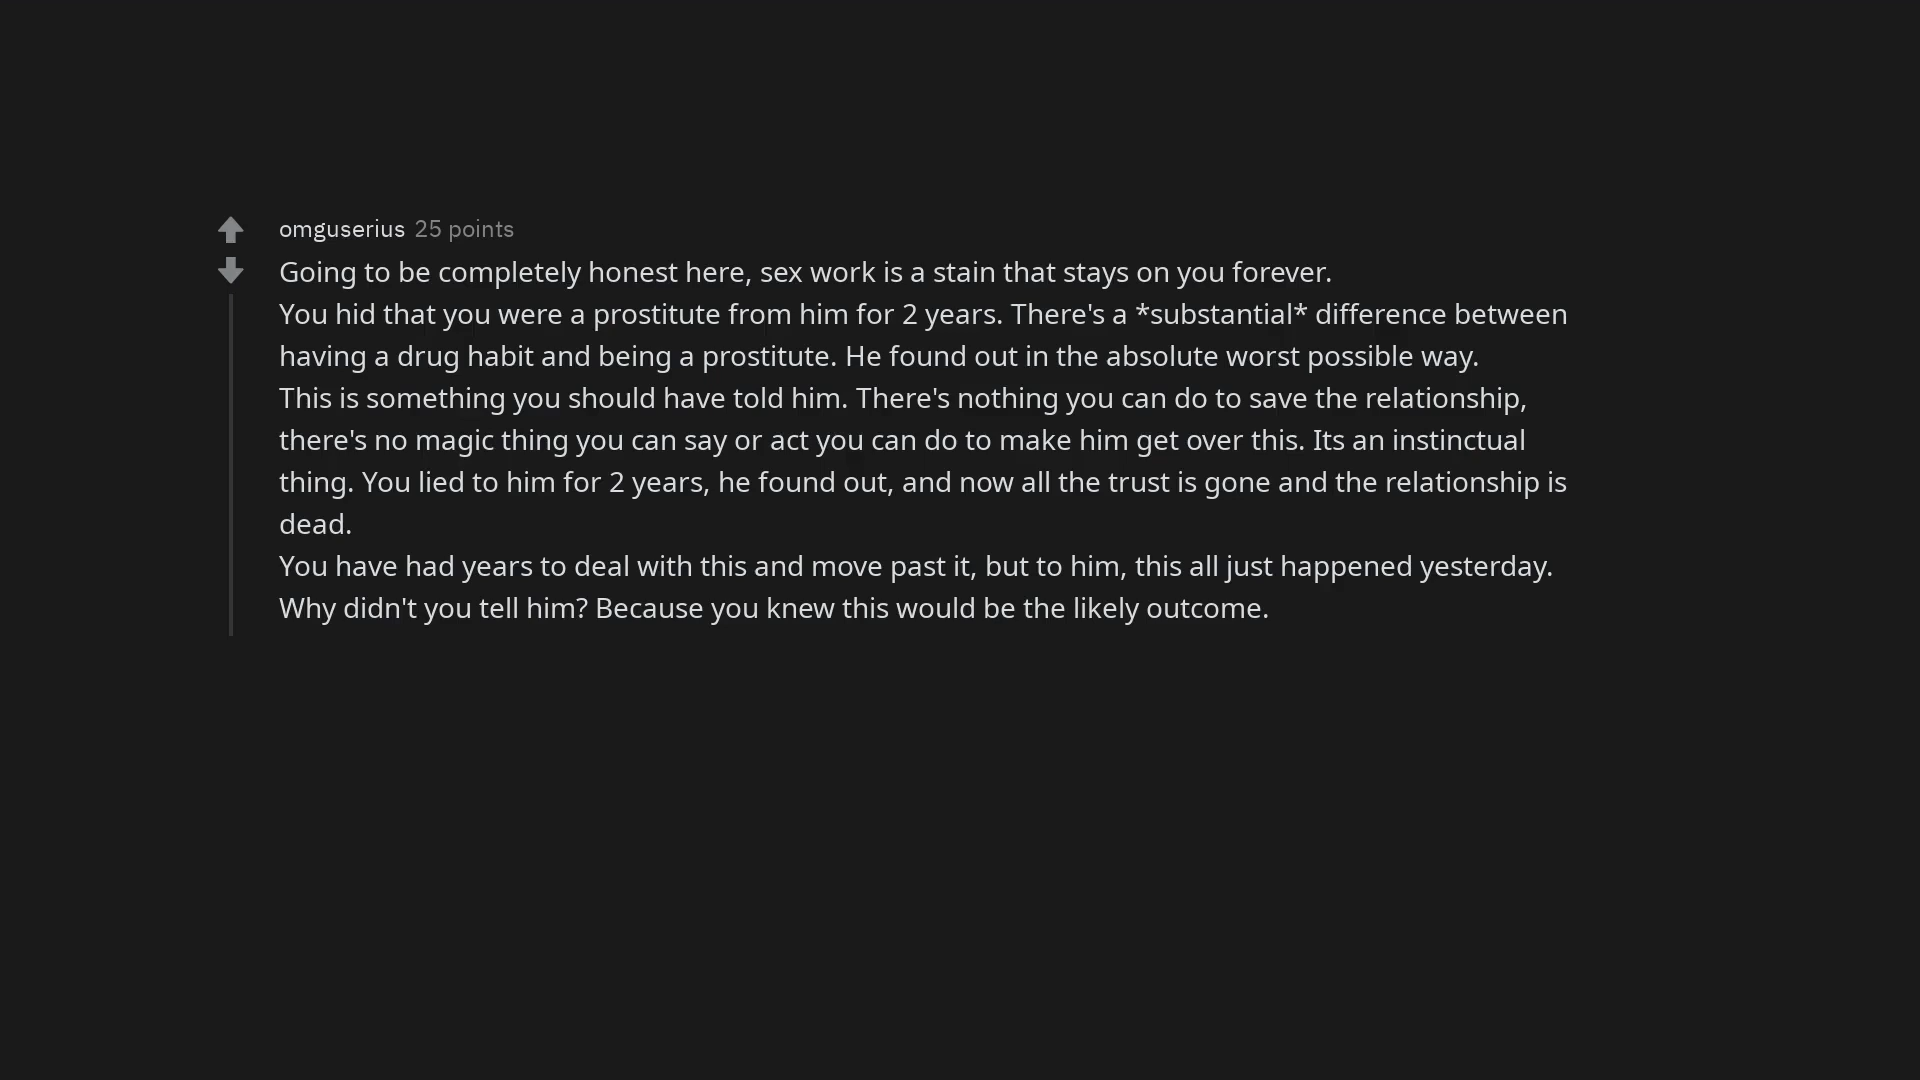 omguserius 25 points
Going to be completely honest here, sex work is a stain that stays on you forever.
You hid that you were a prostitute from him for 2 years. There's a *substantial* difference between
having a drug habit and being a prostitute. He found out in the absolute worst possible way.
This is something you should have told him. There's nothing you can do to save the relationship,
there's no magic thing you can say or act you can do to make him get over this. Its an instinctual
thing. You lied to him for 2 years, he found out, and now all the trust is gone and the relationship is
dead.
You have had years to deal with this and move past it, but to him, this all just happened yesterday.
Why didn't you tell him? Because you knew this would be the likely outcome.